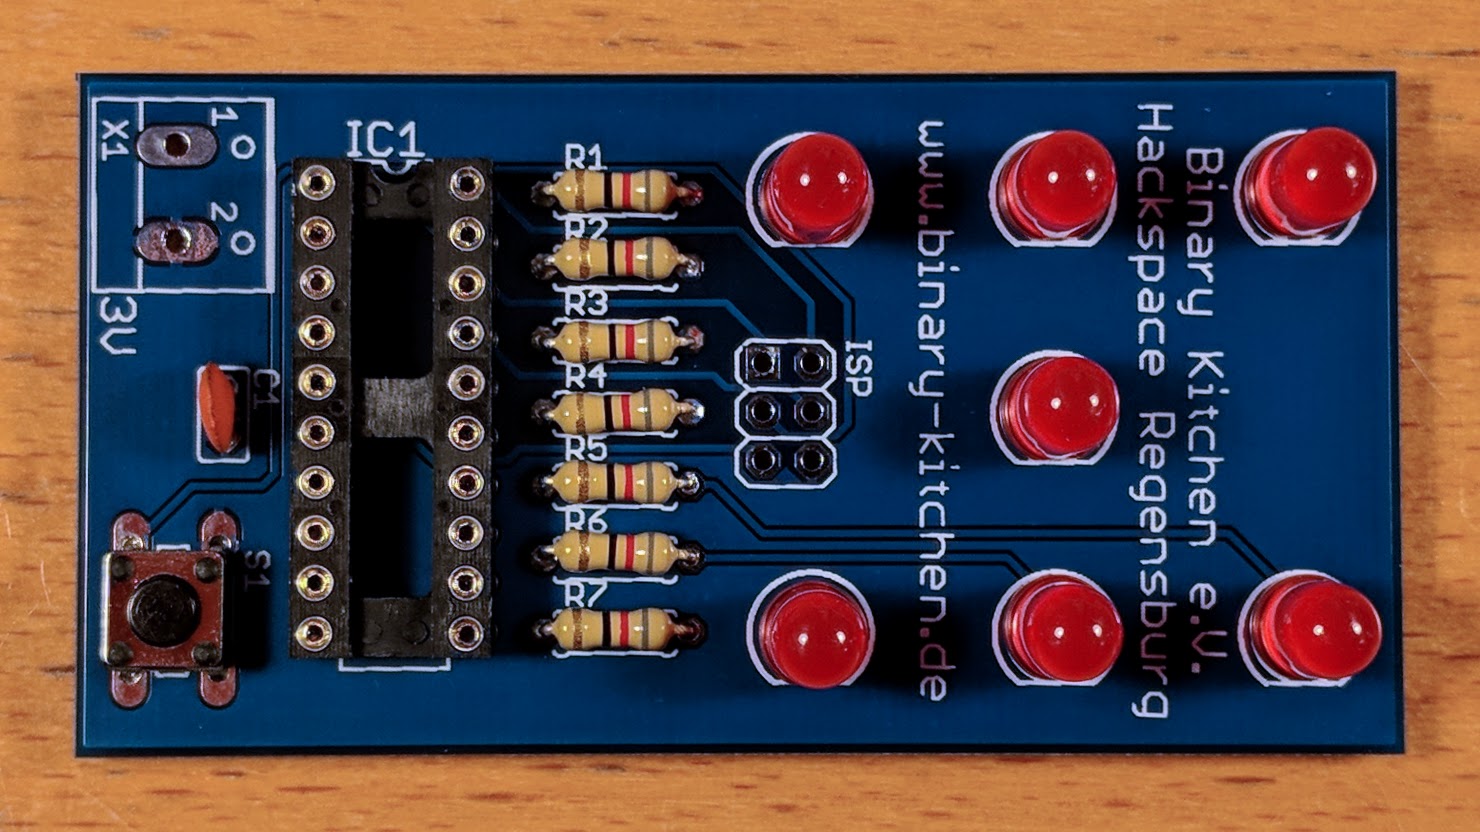 X1
1
2
3V
IC1
C1
S1
R1
R2
R3
R4
R5
R6
R7
ISP
www.binary-kitchen.de
Binary Kitchen e.V.
Hackspace Regensburg